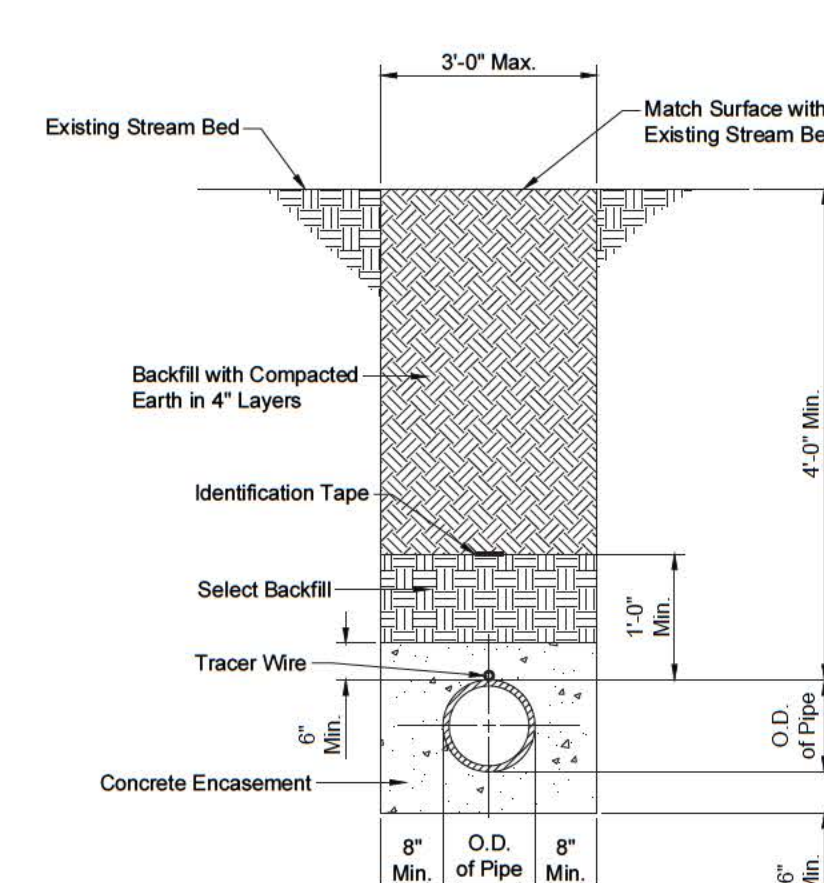 3'-0" Max.
Existing Stream Bed
Match Surface with
Existing Stream Be
Backfill with Compacted
Earth in 4" Layers
4'-0" Min.
Identification Tape
Select Backfill
1'-0"
Min.
Tracer Wire
6"
Min.
O.D.
of Pipe
Concrete Encasement
8"
Min.
O.D.
of Pipe
8"
Min.
6"
Min.